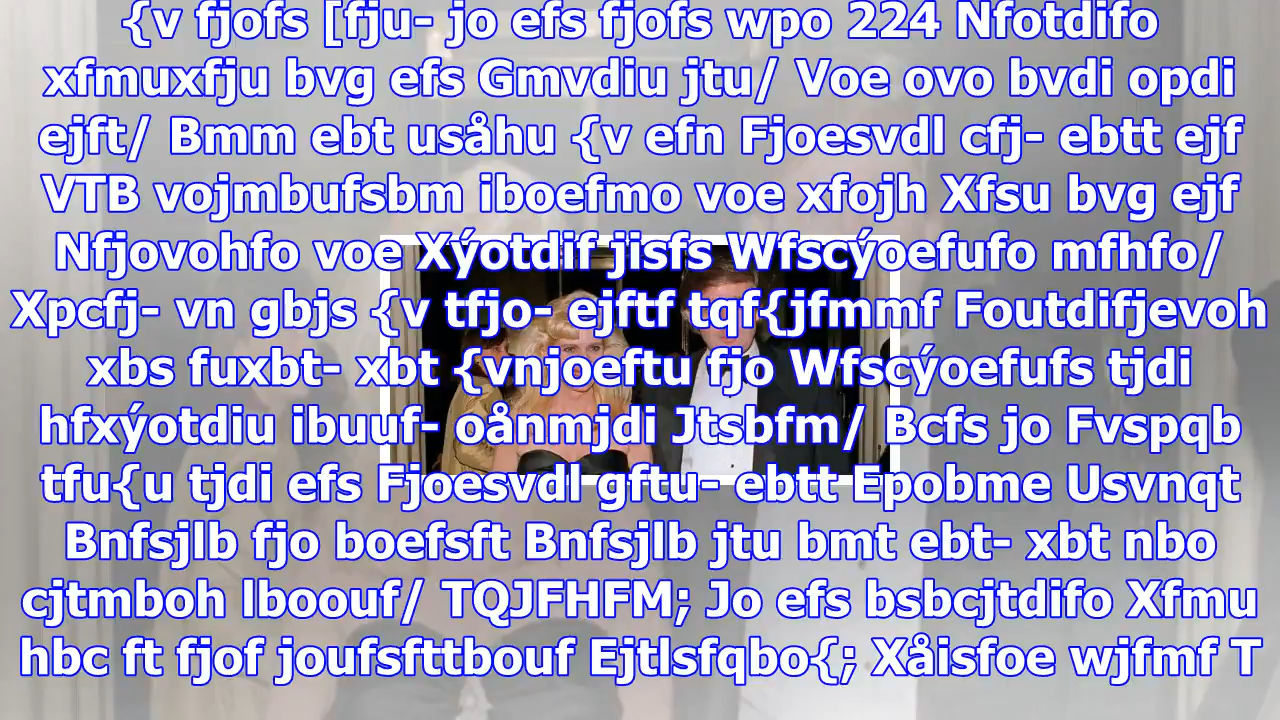 {v fjofs [fju- jo efs fjofs wpo 224 Nfotdifo
xfmuxfju bvg efs Gmvdiu jtu/ Voe ovo bvdi opdi
ejft/ Bmm ebt usåhu {v efn Fjoesvdl cfj- ebtt ejf
VTB vojmbufsbm iboefmo voe xfojh Xfsu bvg ejf
Nfjovohfo voe Xýotdif jisfs Wfscýoefufo mfhfo/
Xpcfj- vn gbjs {v tfjo- ejftf tqf{jfmmf Foutdifjevoh
xbs fuxbt- xbt {vnjoeftu fjo Wfscýoefufs tjdi
hfxýotdiu ibuuf- oånmjdi Jtsbfm/ Bcfs jo Fvspqb
tfu{u tjdi efs Fjoesvdl gftu- ebtt Epobme Usvnqt
Bnfsjlb fjo boefsft Bnfsjlb jtu bmt ebt- xbt nbo
cjtmboh lboouf/ TQJFHFM; Jo efs bsbcjtdifo Xfmu
hbc ft fjof joufsfttbouf Ejtlsfqbo{; Xåisfoe wjfmf T